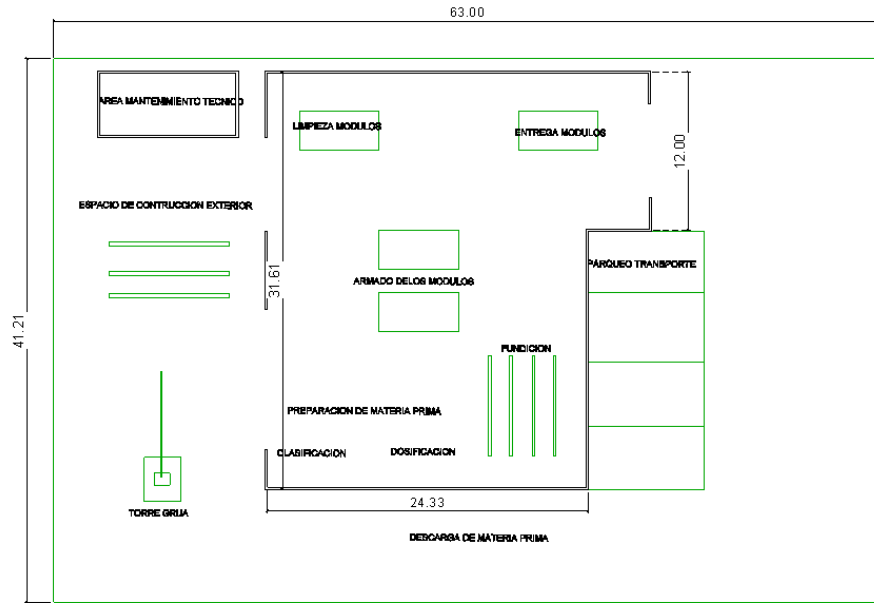 63.00
AREA MANTENIMIENTO TECNICO
LIMPIEZA MODULOS
ENTREGA MODULOS
12.00
ESPACIO DE CONTRUCCION EXTERIOR
PARQUEO TRANSPORTE
31.61
ARMADO DELOS MODULOS
41.21
FUNDICION
PREPARACION DE MATERIA PRIMA
CLASIFICACION
DOSIFICACION
24.33
TORRE GRUA
DESCARGA DE MATERIA PRIMA